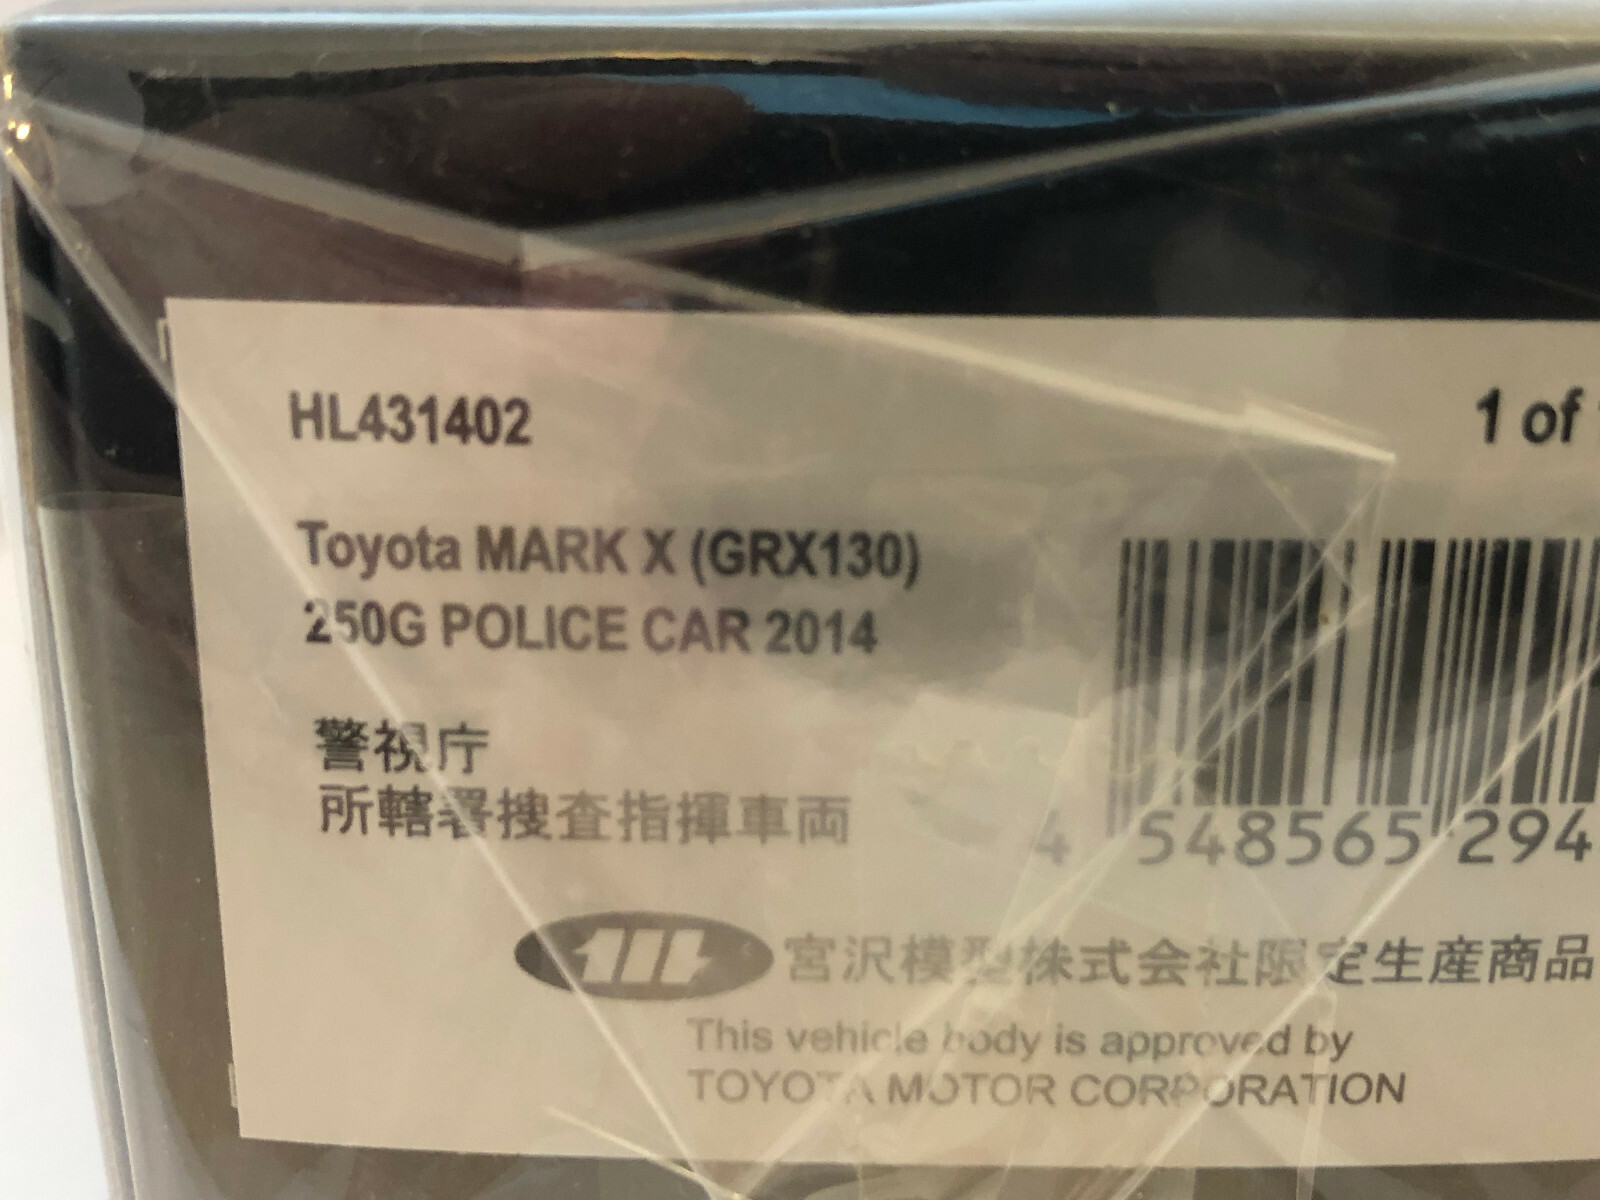 HL431402
1 of
Toyota MARK X (GRX130)
250G POLICE CAR 2014
警視庁
所轄署捜査指揮車両
4 548565 294
宮沢模型株式会社限定生産商品
This vehicle body is approved by
TOYOTA MOTOR CORPORATION